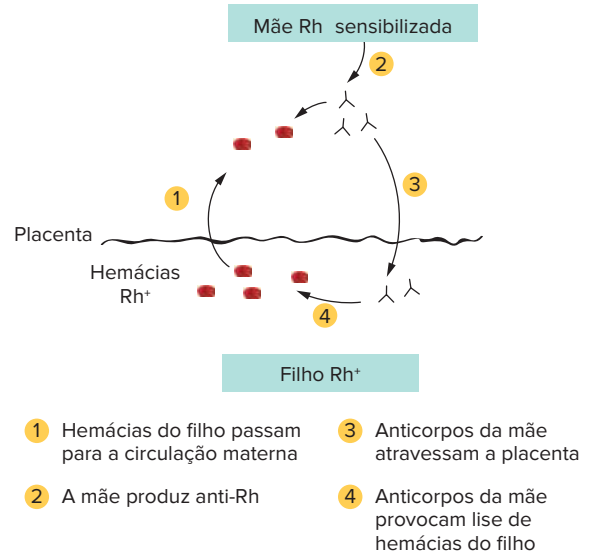 Mãe Rh sensibilizada
2
3
1
Placenta
Hemácias
Rh⁺
4
Filho Rh⁺
1 Hemácias do filho passam
para a circulação materna
2 A mãe produz anti-Rh
3 Anticorpos da mãe
atravessam a placenta
4 Anticorpos da mãe
provocam lise de
hemácias do filho